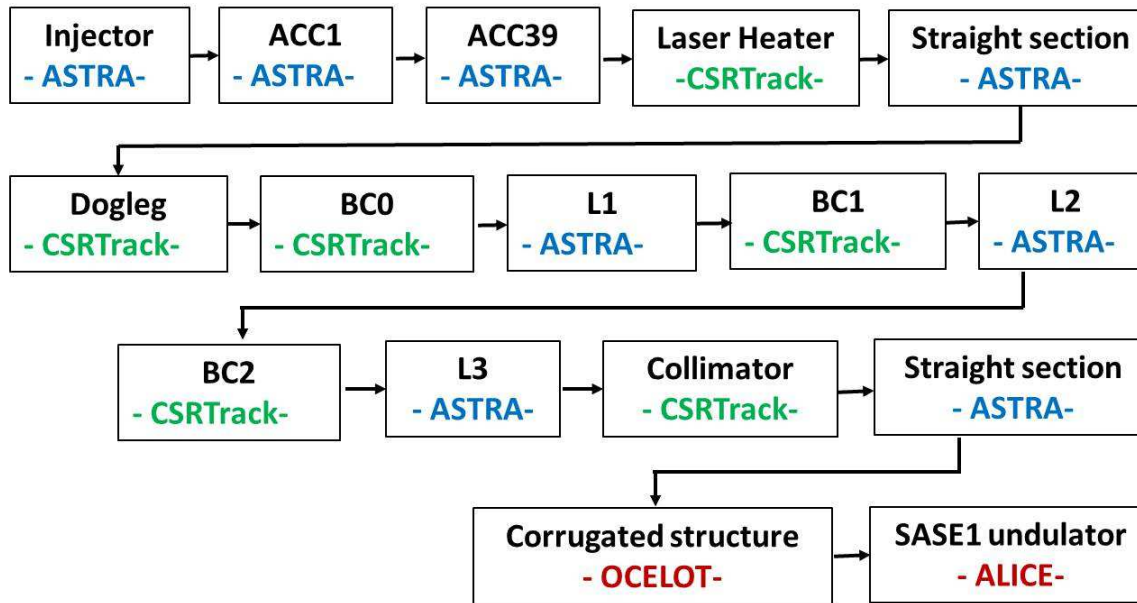 Injector
- ASTRA-
ACC1
- ASTRA-
ACC39
- ASTRA-
Laser Heater
-CSRTrack-
Straight section
- ASTRA-
Dogleg
- CSRTrack-
BC0
- CSRTrack-
L1
- ASTRA-
BC1
- CSRTrack-
L2
- ASTRA-
BC2
- CSRTrack-
L3
- ASTRA-
Collimator
- CSRTrack-
Straight section
- ASTRA-
Corrugated structure
- OCELOT-
SASE1 undulator
- ALICE-